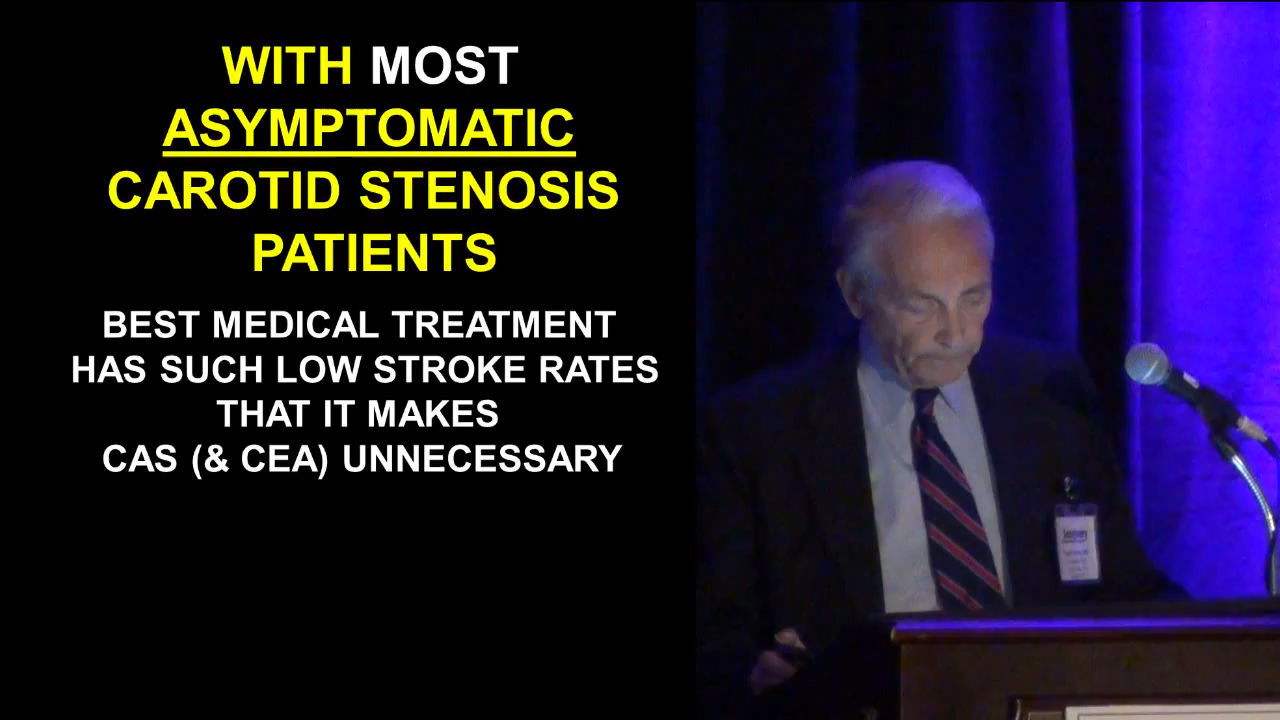 WITH MOST
ASYMPTOMATIC
CAROTID STENOSIS
PATIENTS
BEST MEDICAL TREATMENT
HAS SUCH LOW STROKE RATES
THAT IT MAKES
CAS (& CEA) UNNECESSARY